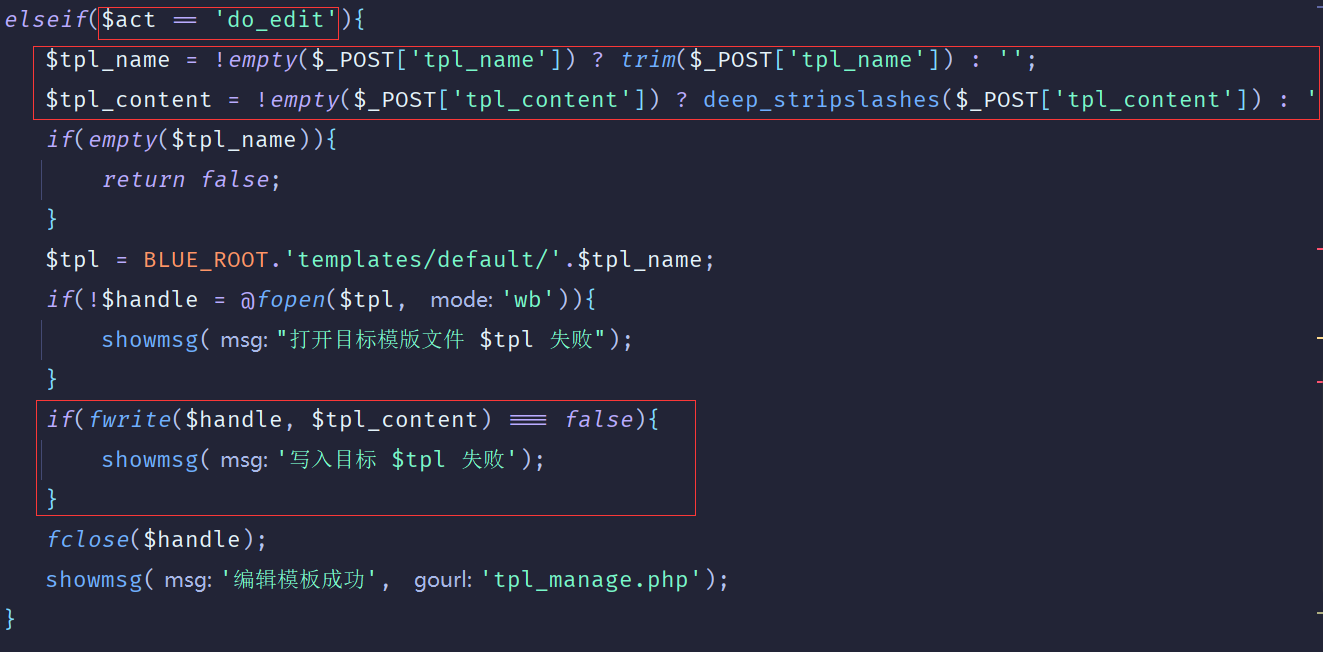 elseif($act == 'do_edit'){
$tpl_name = !empty($_POST['tpl_name']) ? trim($_POST['tpl_name']) : '';
$tpl_content = !empty($_POST['tpl_content']) ? deep_stripslashes($_POST['tpl_content']) : '
if(empty($tpl_name)){
return false;
}
$tpl = BLUE_ROOT.'templates/default/'.$tpl_name;
if(!$handle = @fopen($tpl, mode: 'wb')){
showmsg( msg: "打开目标模版文件 $tpl 失败");
}
if(fwrite($handle, $tpl_content) === false){
showmsg( msg: '写入目标 $tpl 失败');
}
fclose($handle);
showmsg( msg: '编辑模板成功', gourl: 'tpl_manage.php');
}